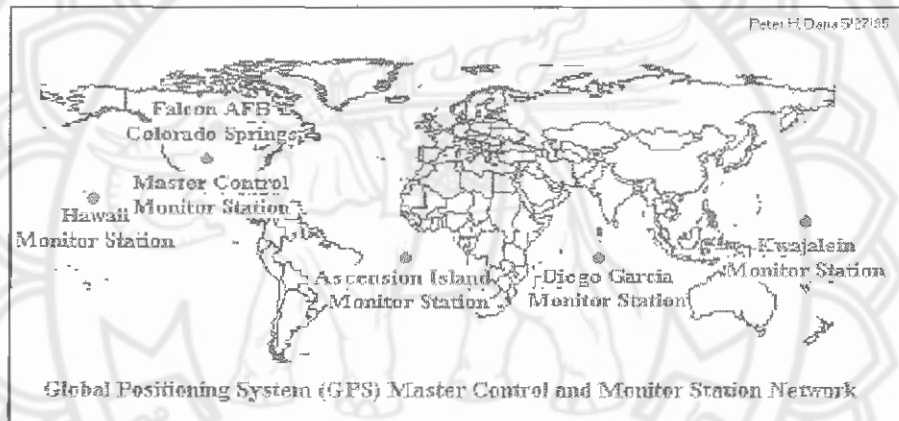 Peter H. Dana 5/27/95
Falcon AFB
Colorado Springs
Master Control
Monitor Station
Hawaii
Monitor Station
Ascension Island
Monitor Station
Diego Garcia
Monitor Station
Kwajalein
Monitor Station
Global Positioning System (GPS) Master Control and Monitor Station Network